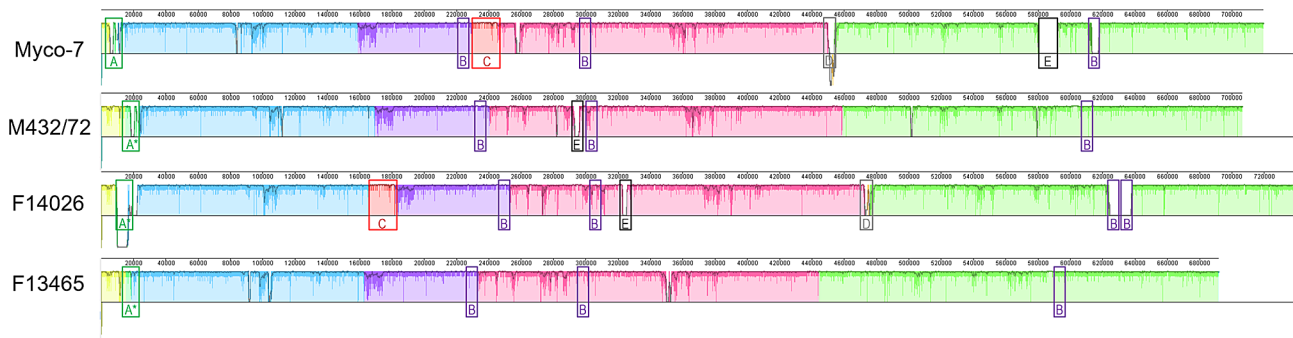 20000 40000 60000 80000 100000 120000 140000 160000 180000 200000 220000 240000 260000 280000 300000 320000 340000 360000 380000 400000 420000 440000 460000 480000 500000 520000 540000 560000 580000 600000 620000 640000 660000 680000 700000
Myco-7
A B C B D E B
20000 40000 60000 80000 100000 120000 140000 160000 180000 200000 220000 240000 260000 280000 300000 320000 340000 360000 380000 400000 420000 440000 460000 480000 500000 520000 540000 560000 580000 600000 620000 640000 660000 680000 700000
M432/72
A* B E B B
20000 40000 60000 80000 100000 120000 140000 160000 180000 200000 220000 240000 260000 280000 300000 320000 340000 360000 380000 400000 420000 440000 460000 480000 500000 520000 540000 560000 580000 600000 620000 640000 660000 680000 700000 720000
F14026
A* C B B E D B B
20000 40000 60000 80000 100000 120000 140000 160000 180000 200000 220000 240000 260000 280000 300000 320000 340000 360000 380000 400000 420000 440000 460000 480000 500000 520000 540000 560000 580000 600000 620000 640000 660000 680000
F13465
A* B B B